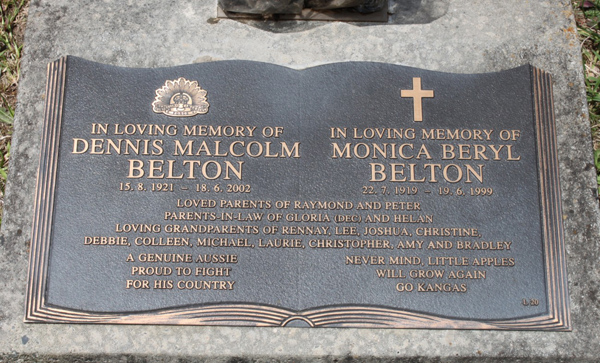 IN LOVING MEMORY OF
DENNIS MALCOLM
BELTON
15. 8. 1921 – 18. 6. 2002
IN LOVING MEMORY OF
MONICA BERYL
BELTON
22. 7. 1919 – 19. 6. 1999
LOVED PARENTS OF RAYMOND AND PETER
PARENTS-IN-LAW OF GLORIA (DEC) AND HELAN
LOVING GRANDPARENTS OF RENNAY, LEE, JOSHUA, CHRISTINE,
DEBBIE, COLLEEN, MICHAEL, LAURIE, CHRISTOPHER, AMY AND BRADLEY
A GENUINE AUSSIE
PROUD TO FIGHT
FOR HIS COUNTRY
NEVER MIND, LITTLE APPLES
WILL GROW AGAIN
GO KANGAS